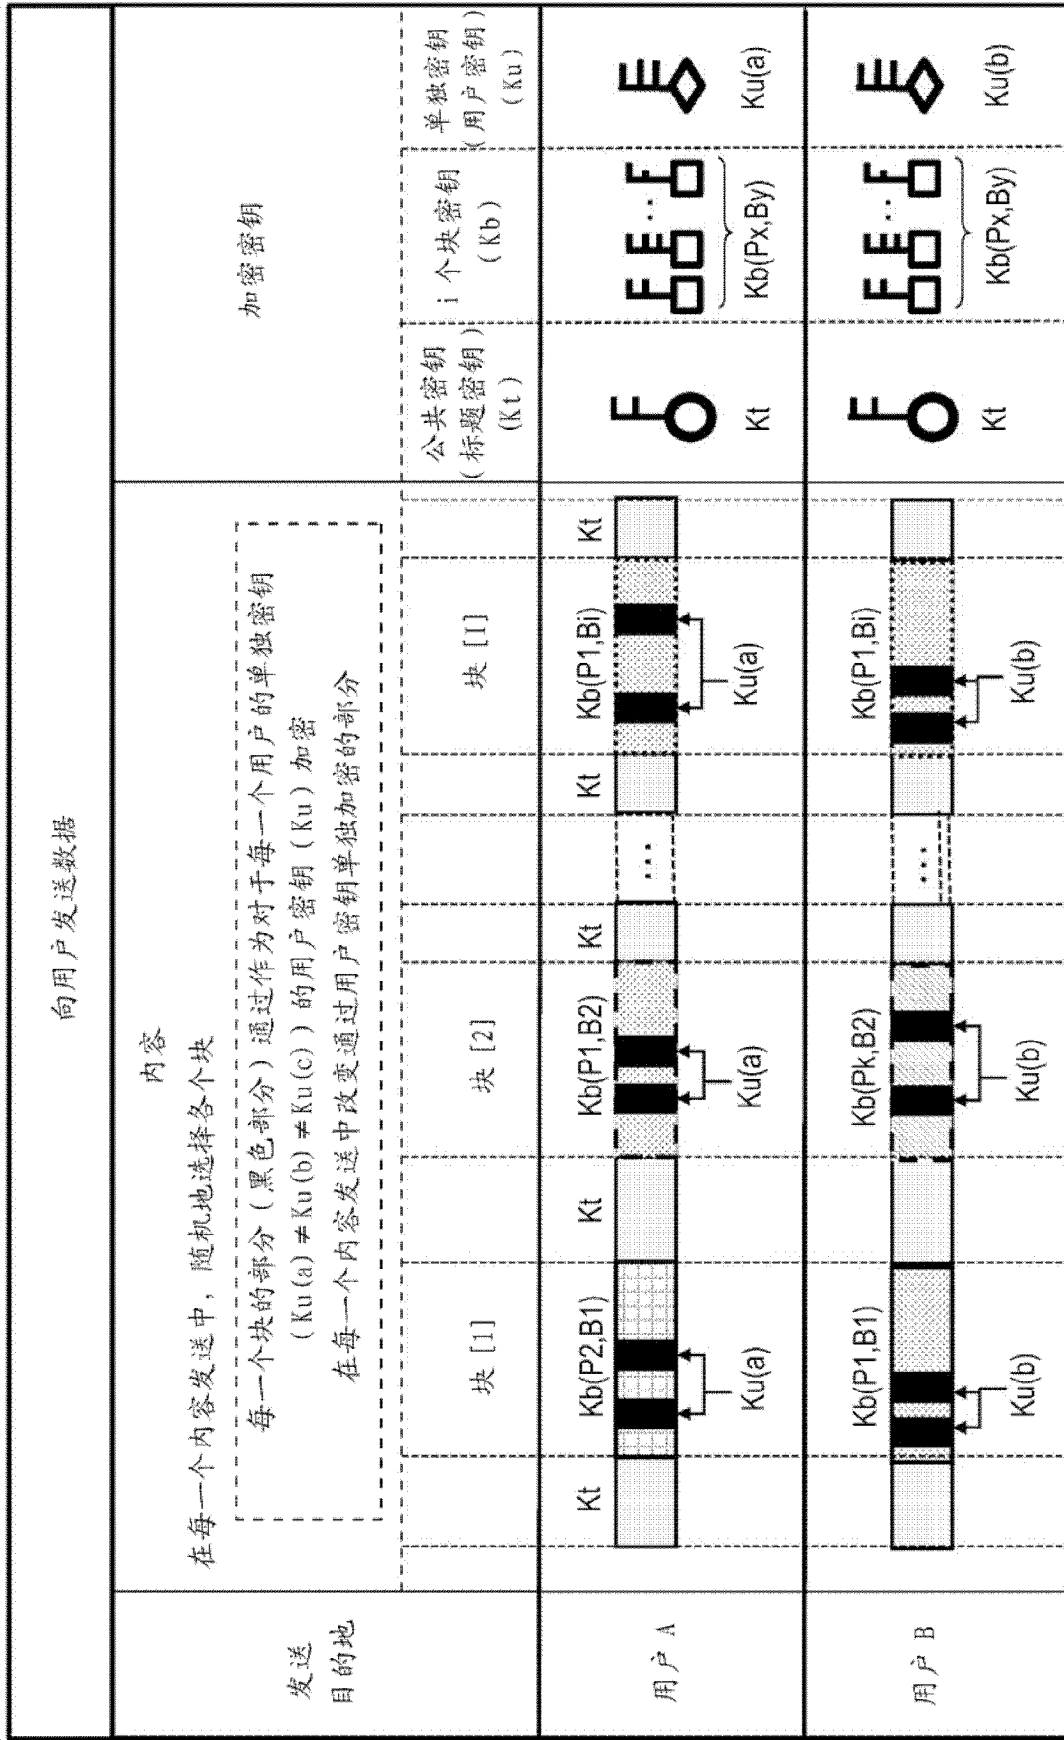 向用户发送数据
发送
目的地
内容
在每一个内容发送中，随机地选择各个块
每一个块的部分（黑色部分）通过作为对于每一个用户的单独密钥
(Ku(a)≠Ku(b)≠Ku(c))的用户密钥(Ku)加密
在每一个内容发送中改变通过用户密钥单独加密的部分
加密密钥
块[1]
块[2]
块[I]
公共密钥
(标题密钥)
(Kt)
i 个块密钥
(Kb)
单独密钥
(用户密钥)
(Ku)
用户 A
Kt
Kb(P2,B1)
Kt
Kb(P1,B2)
Kt
Kt
Kb(P1,Bi)
Kt
...
Ku(a)
Ku(a)
Ku(a)
Kt
Kb(Px,By)
Ku(a)
用户 B
Kb(P1,B1)
Kb(Pk,B2)
Kb(P1,Bi)
...
Ku(b)
Ku(b)
Ku(b)
Kt
Kb(Px,By)
Ku(b)